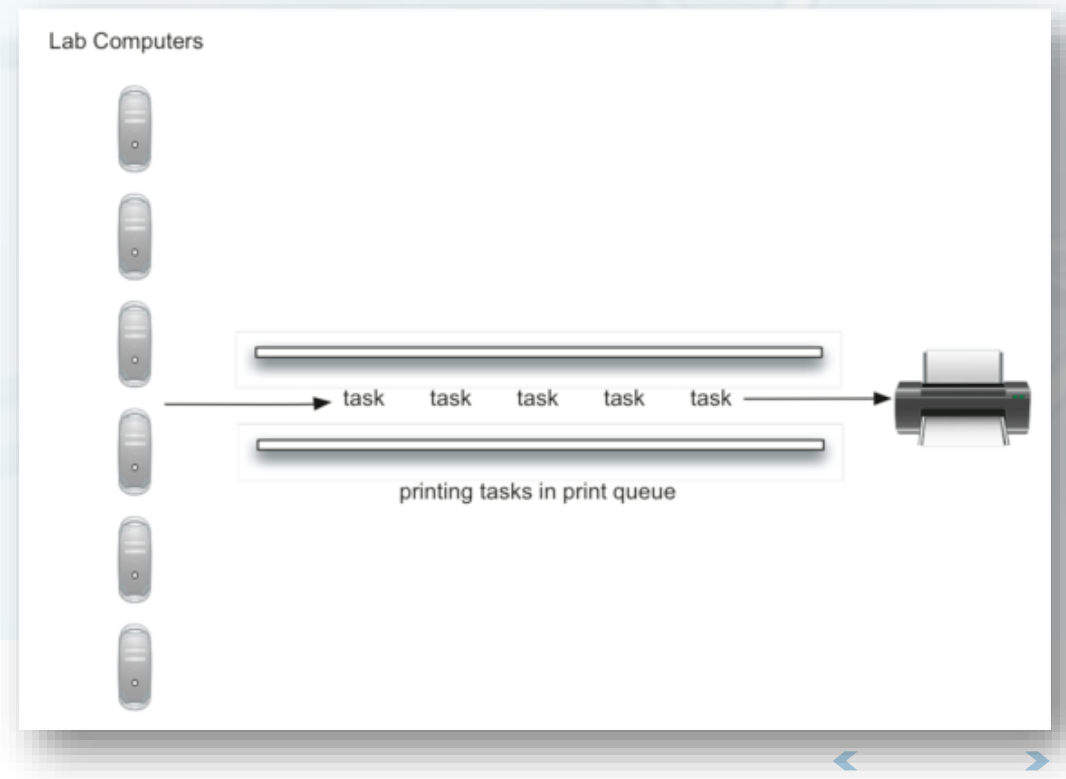 Lab Computers
task task task task task
printing tasks in print queue